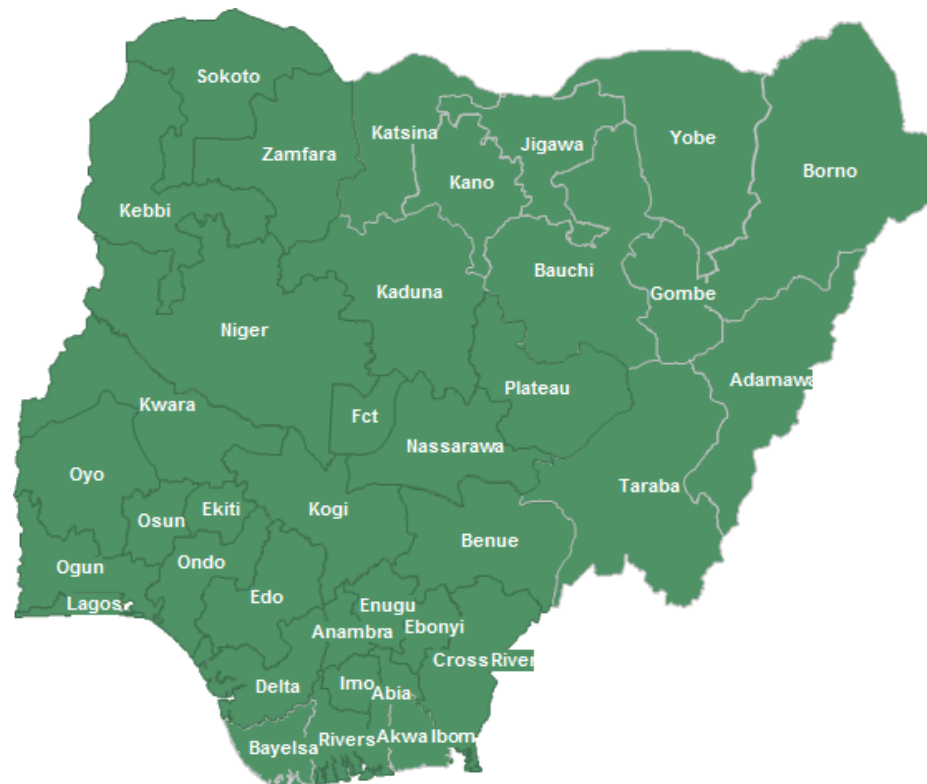 Sokoto
Katsina
Yobe
Jigawa
Zamfara
Borno
Kano
Kebbi
Bauchi
Kaduna
Gombe
Niger
Adamawa
Plateau
Kwara
Fct
Nassarawa
Oyo
Taraba
Kogi
Ekiti
Osun
Benue
Ondo
Ogun
Edo
Lagos
Enugu
Ebonyi
Anambra
Cross River
Imo
Delta
Abia
Akwa Ibom
Rivers
Bayelsa